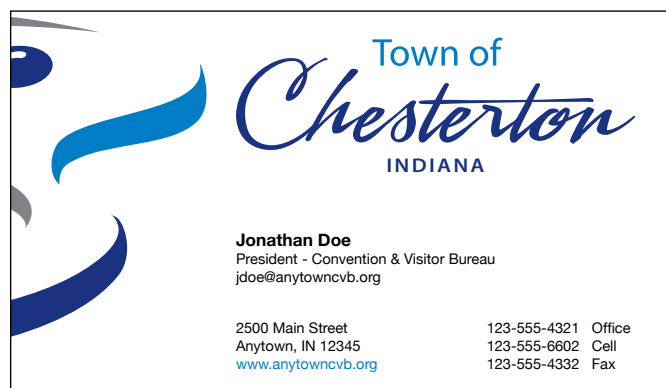 Town of
Chesterton
INDIANA
Jonathan Doe
President - Convention & Visitor Bureau
jdoe@anytowncvb.org
2500 Main Street
Anytown, IN 12345
www.anytowncvb.org
123-555-4321 Office
123-555-6602 Cell
123-555-4332 Fax